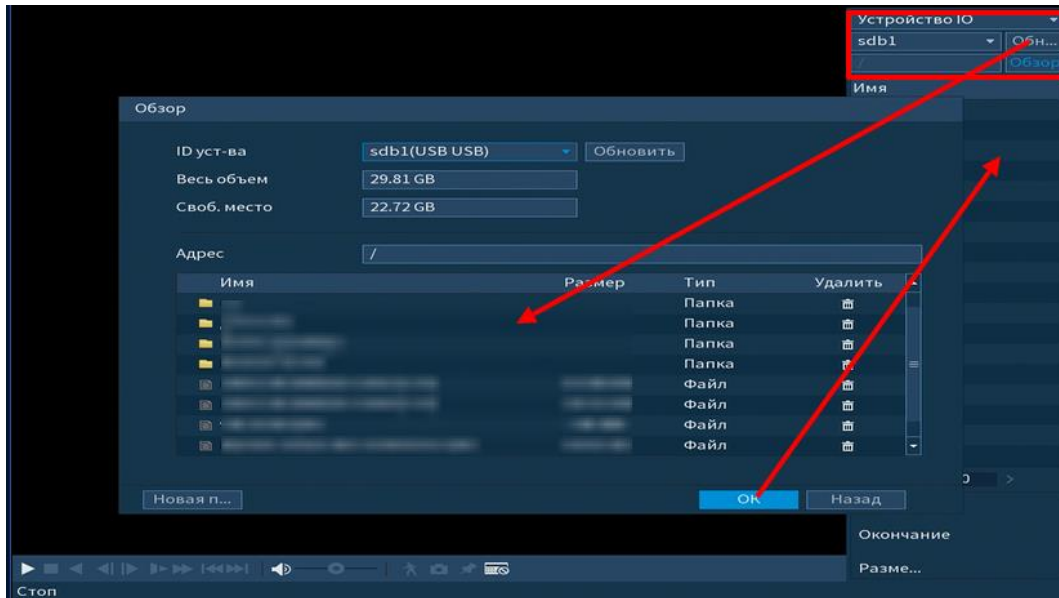 Устройство IO
sdb1 Обн...
/ Обзор
Имя
Обзор
ID уст-ва sdb1(USB USB) Обновить
Весь объем 29.81 GB
Своб. место 22.72 GB
Адрес /
Имя Размер Тип Удалить
Папка
Папка
Папка
Папка
Файл
Файл
Файл
Файл
Новая п... OK Назад
>
Окончание
Разме...
Стоп